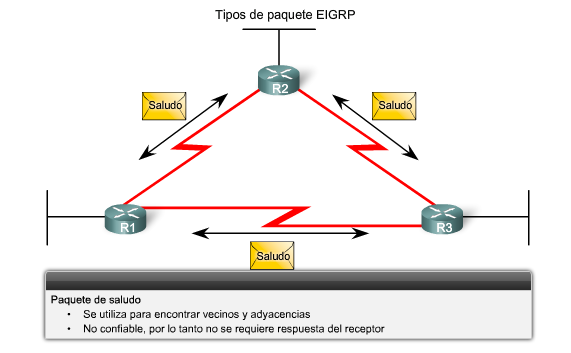 Tipos de paquete EIGRP
R2
Saludo
Saludo
R1
R3
Saludo
Paquete de saludo
• Se utiliza para encontrar vecinos y adyacencias
• No confiable, por lo tanto no se requiere respuesta del receptor